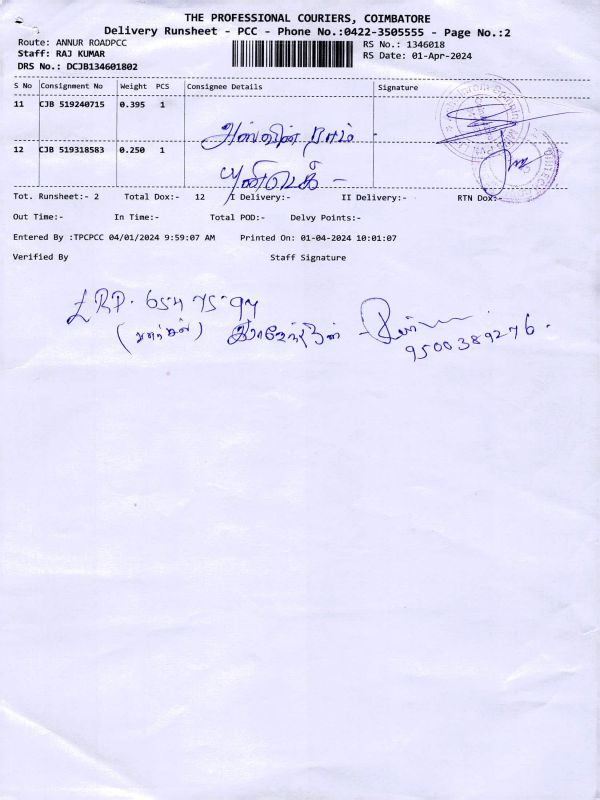 THE PROFESSIONAL COURIERS, COIMBATORE
Delivery Runsheet - PCC - Phone No.:0422-3505555 - Page No.:2
Route: ANNUR ROADPCC
Staff: RAJ KUMAR
DRS No.: DCJB134601802
RS No.: 1346018
RS Date: 01-Apr-2024
S No Consignment No Weight PCS Consignee Details Signature
11 CJB 519240715 0.395 1
12 CJB 519318583 0.250 1
Tot. Runsheet:- 2 Total Dox:- 12 I Delivery:- II Delivery:- RTN Dox:-
Out Time:- In Time:- Total POD:- Delvy Points:-
Entered By :TPCPCC 04/01/2024 9:59:07 AM Printed On: 01-04-2024 10:01:07
Verified By Staff Signature
9500389276